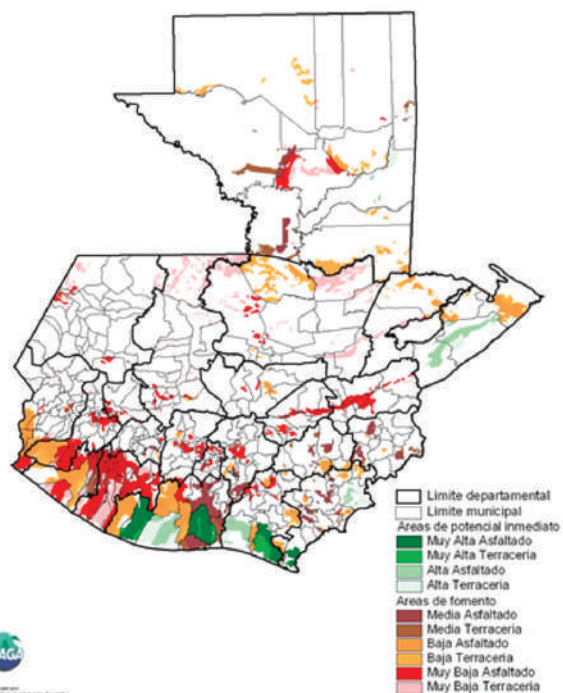 Limite departamental
Limite municipal
Areas de potencial inmediato
Muy Alta Asfaltado
Muy Alta Terraceria
Alta Asfaltado
Alta Terraceria
Areas de fomento
Media Asfaltado
Media Terraceria
Baja Asfaltado
Baja Terraceria
Muy Baja Asfaltado
Muy Baja Terraceria
AGA